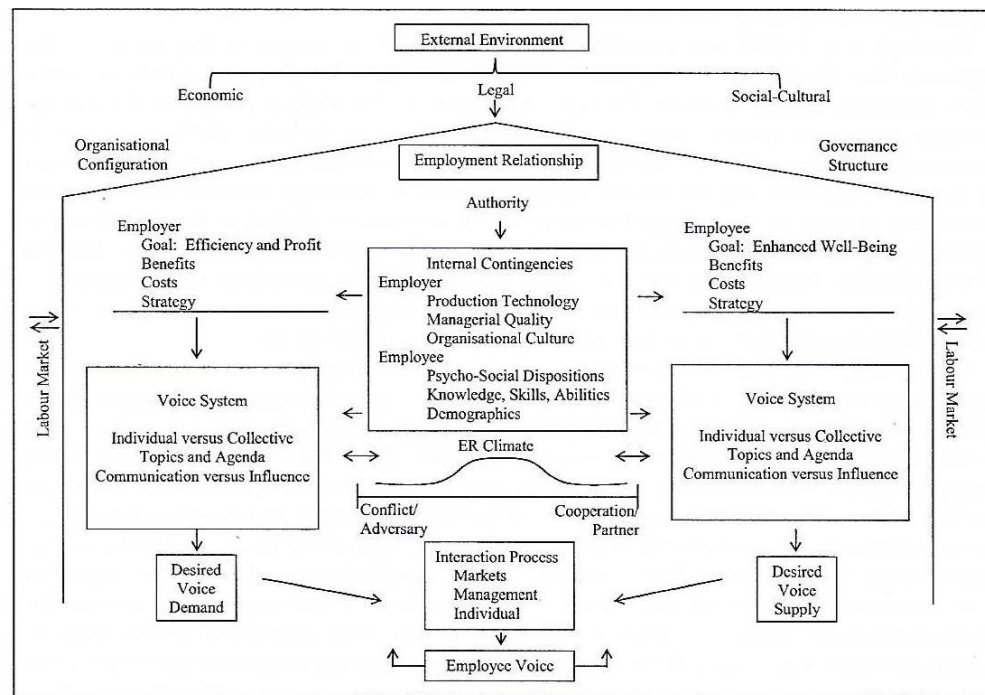 External Environment
Economic
Legal
Social-Cultural
Organisational
Configuration
Employment Relationship
Governance
Structure
Authority
Employer
Goal: Efficiency and Profit
Benefits
Costs
Strategy
Internal Contingencies
Employer
Production Technology
Managerial Quality
Organisational Culture
Employee
Psycho-Social Dispositions
Knowledge, Skills, Abilities
Demographics
Employee
Goal: Enhanced Well-Being
Benefits
Costs
Strategy
Labour Market
Labour Market
Voice System
Individual versus Collective
Topics and Agenda
Communication versus Influence
ER Climate
Conflict/
Adversary
Cooperation/
Partner
Voice System
Individual versus Collective
Topics and Agenda
Communication versus Influence
Desired
Voice
Demand
Interaction Process
Markets
Management
Individual
Desired
Voice
Supply
Employee Voice